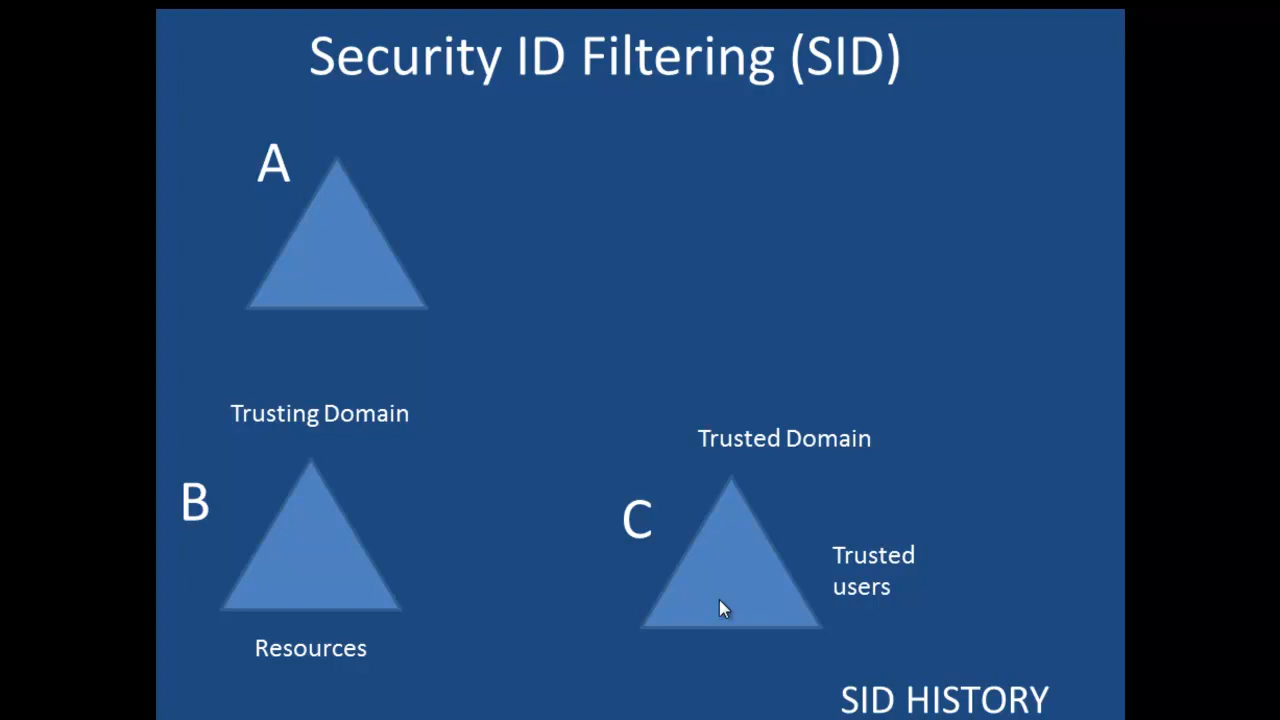 Security ID Filtering (SID)
A
Trusting Domain
Trusted Domain
B
C
Trusted
users
Resources
SID HISTORY